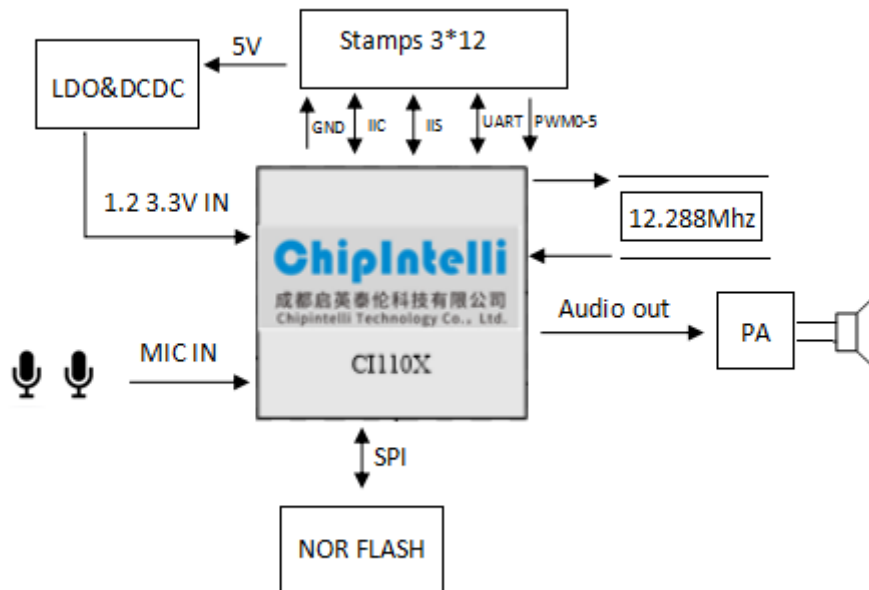 Stamps 3*12
5V
LDO&DCDC
GND
IIC
IIS
UART
PWM0-5
1.2 3.3V IN
12.288Mhz
ChipIntelli
成都启英泰伦科技有限公司
Chipintelli Technology Co., Ltd.
Audio out
PA
MIC IN
CI110X
SPI
NOR FLASH